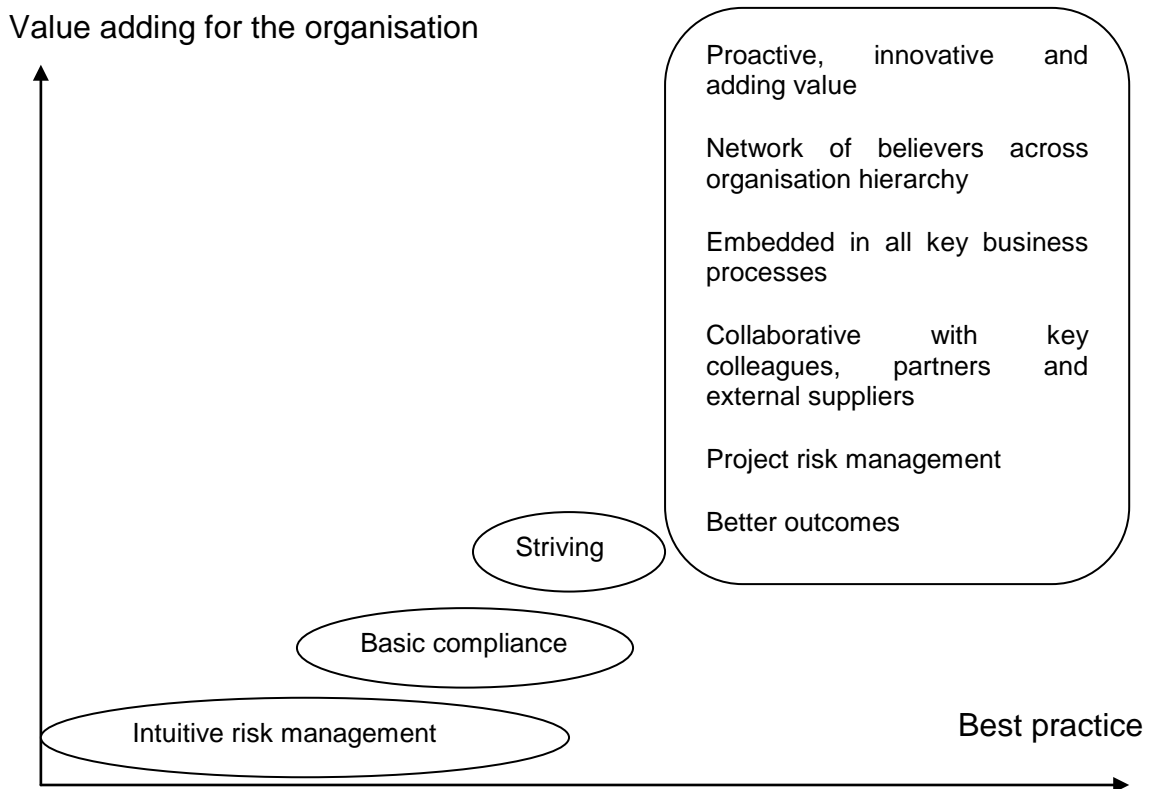 Value adding for the organisation
Proactive, innovative and
adding value
Network of believers across
organisation hierarchy
Embedded in all key business
processes
Collaborative with key
colleagues, partners and
external suppliers
Project risk management
Better outcomes
Striving
Basic compliance
Intuitive risk management
Best practice